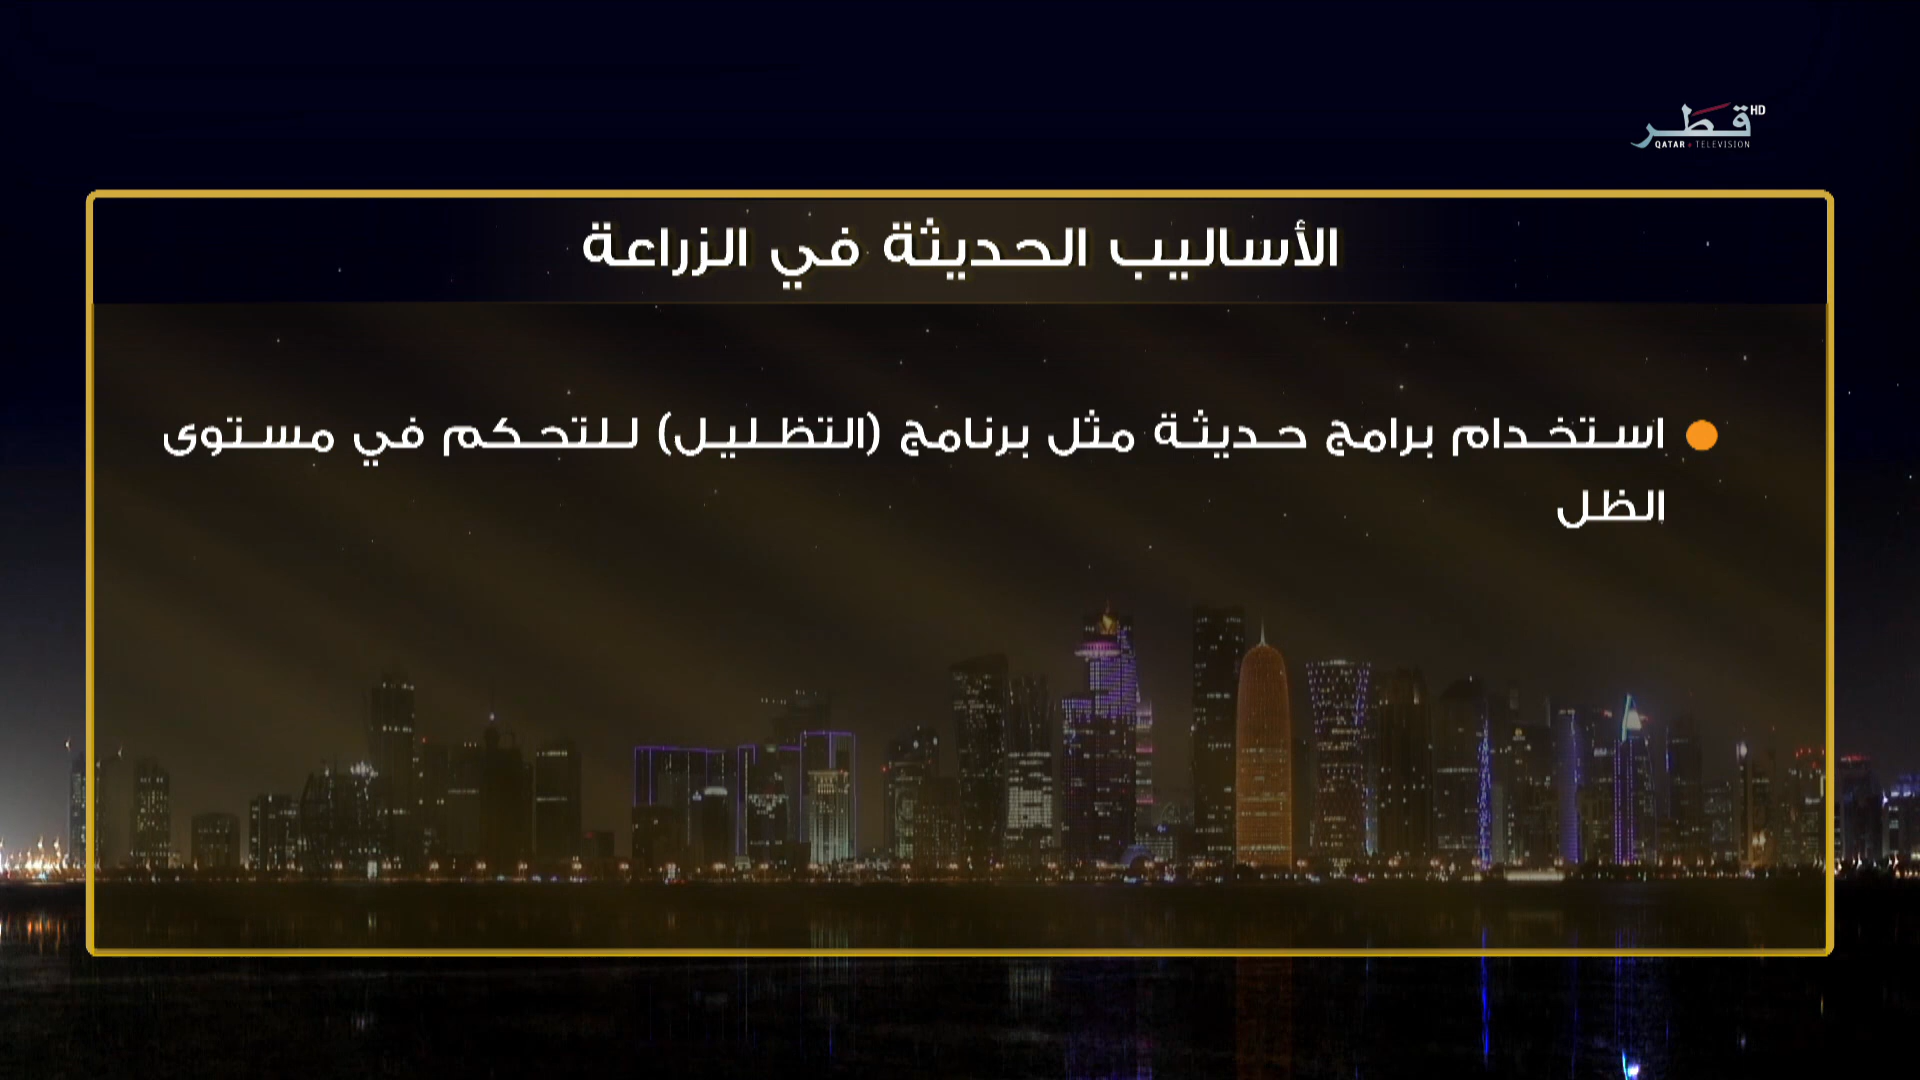 قطر HD
QATAR TELEVISION
الأساليب الحديثة في الزراعة
استخدام برامج حديثة مثل برنامج (التظليل) للتحكم في مستوى
الظل